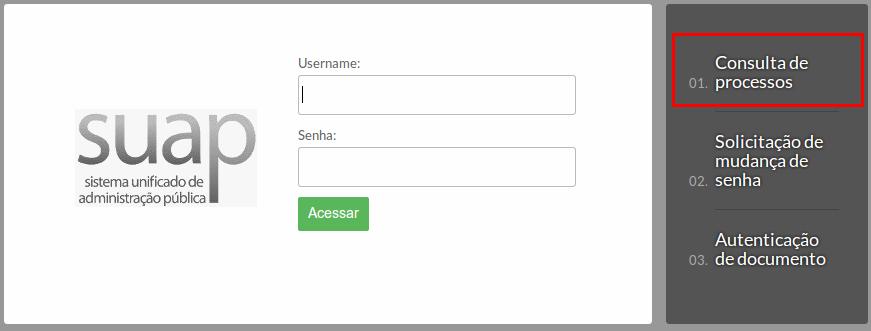 Username:
Senha:
Acessar
suap
sistema unificado de
administração pública
01. Consulta de
processos
02. Solicitação de
mudança de
senha
03. Autenticação
de documento